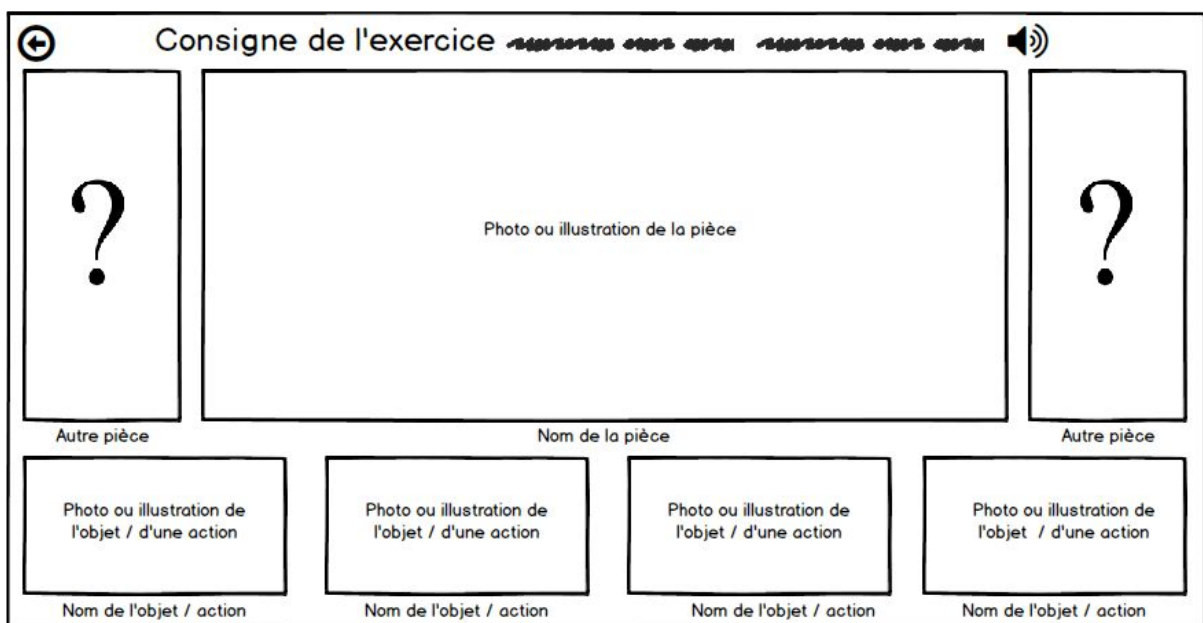 Consigne de l'exercice
?
Photo ou illustration de la pièce
?
Autre pièce
Nom de la pièce
Autre pièce
Photo ou illustration de
l'objet / d'une action
Photo ou illustration de
l'objet / d'une action
Photo ou illustration de
l'objet / d'une action
Photo ou illustration de
l'objet / d'une action
Nom de l'objet / action
Nom de l'objet / action
Nom de l'objet / action
Nom de l'objet / action